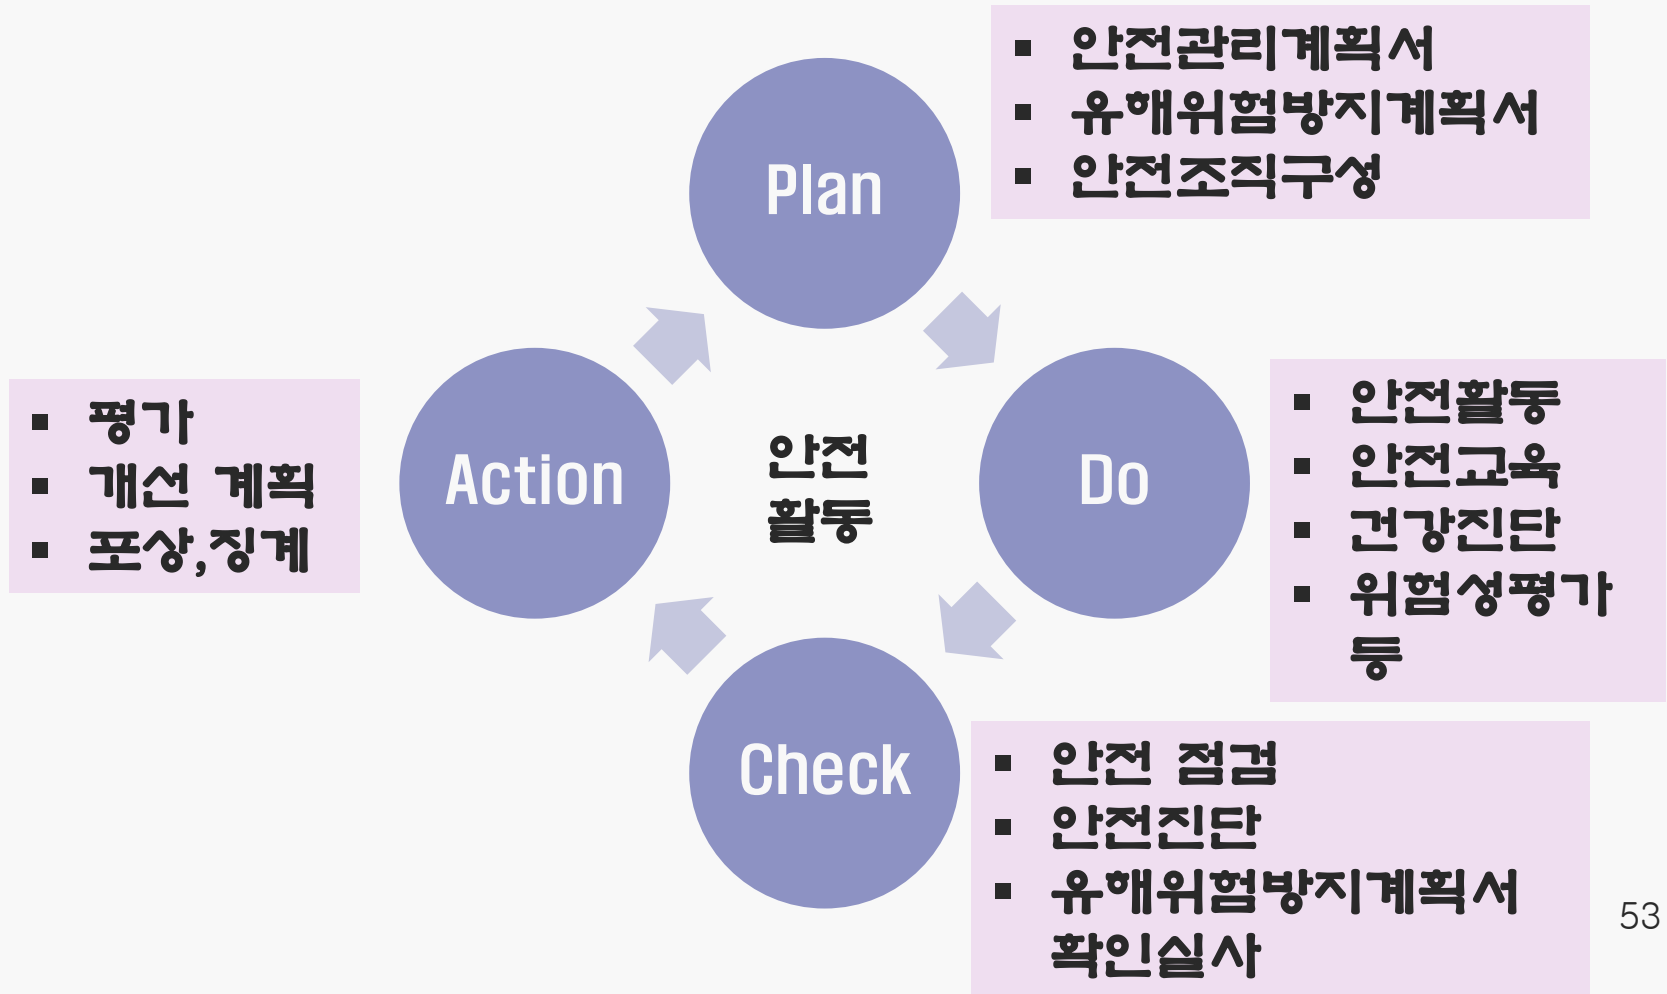 Plan
▪ 안전관리계획서
▪ 유해위험방지계획서
▪ 안전조직구성
Do
▪ 안전활동
▪ 안전교육
▪ 건강진단
▪ 위험성평가
등
Check
▪ 안전 점검
▪ 안전진단
▪ 유해위험방지계획서
확인실사
Action
▪ 평가
▪ 개선 계획
▪ 포상,징계
안전
활동
53